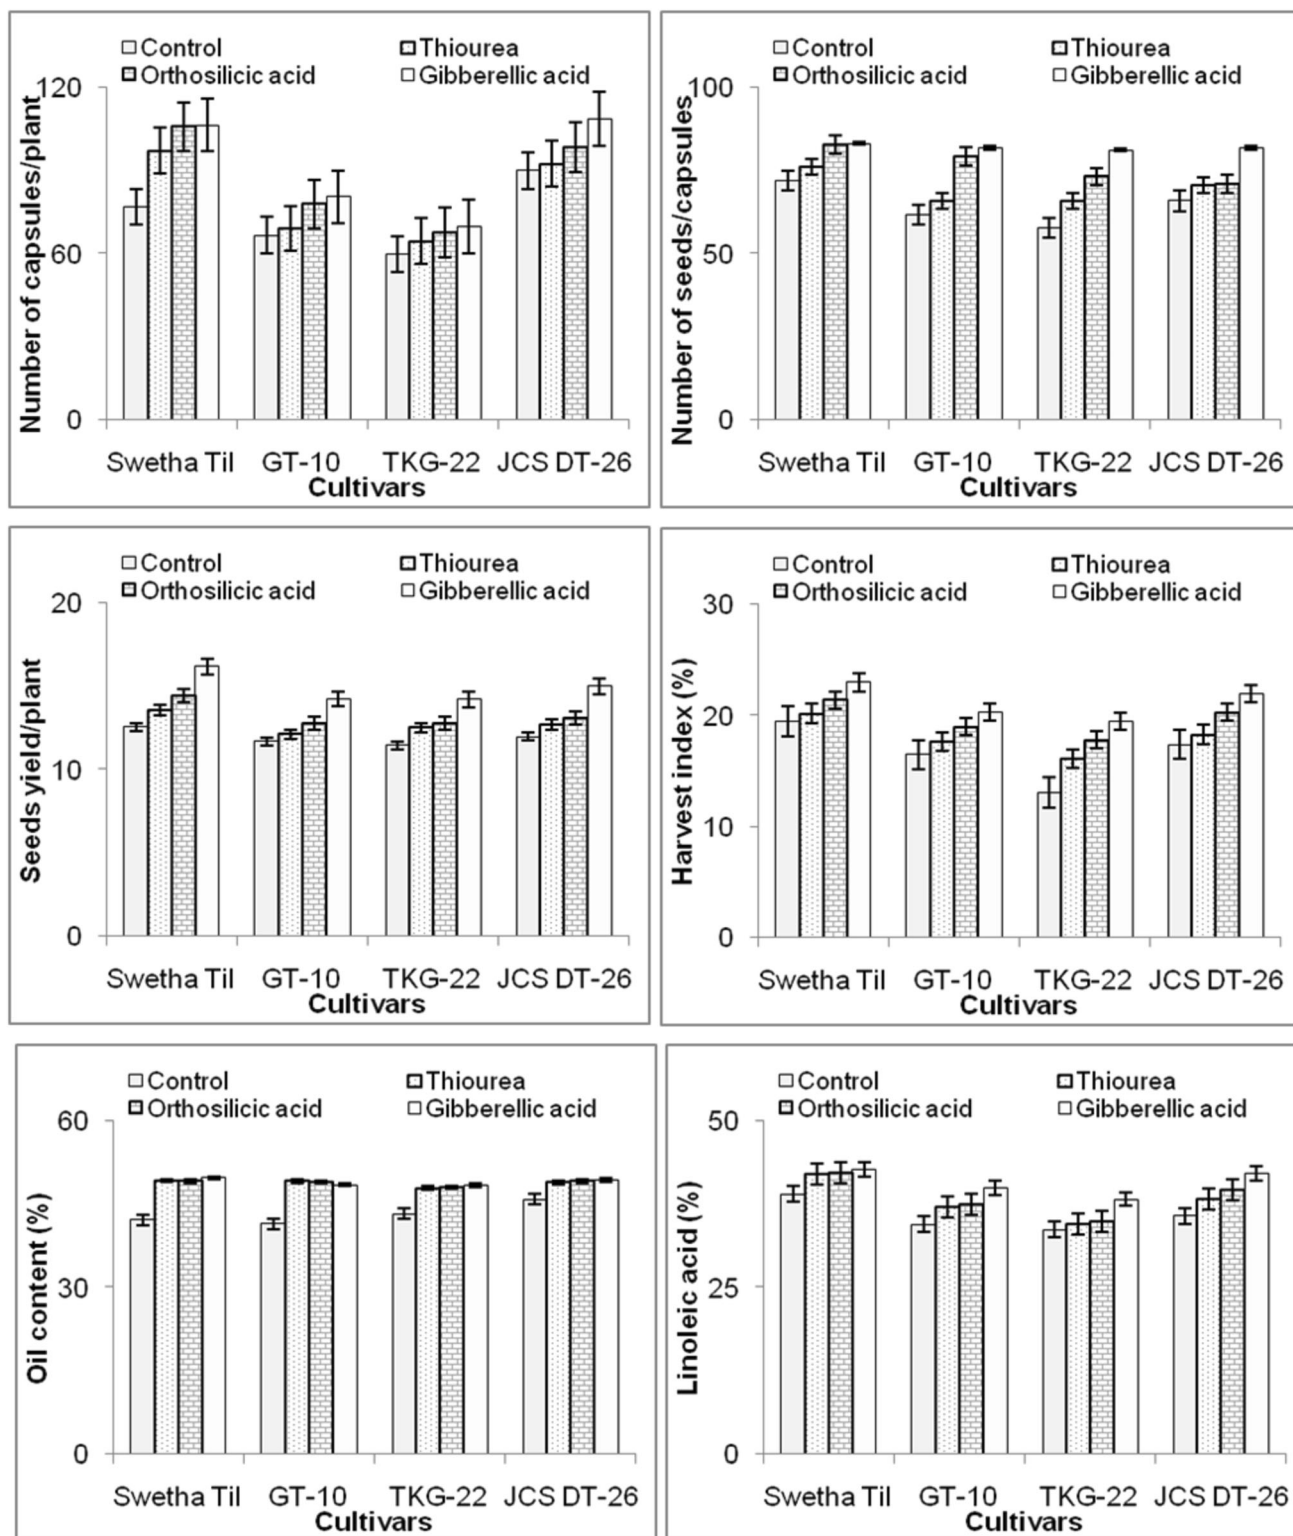 Control Thiourea
Orthosilicic acid Gibberellic acid
Number of capsules/plant
120
60
0
Swetha Til GT-10 TKG-22 JCS DT-26
Cultivars
Control Thiourea
Orthosilicic acid Gibberellic acid
Number of seeds/capsules
100
50
0
Swetha Til GT-10 TKG-22 JCS DT-26
Cultivars
Control Thiourea
Orthosilicic acid Gibberellic acid
Seeds yield/plant
20
10
0
Swetha Til GT-10 TKG-22 JCS DT-26
Cultivars
Control Thiourea
Orthosilicic acid Gibberellic acid
Harvest index (%)
30
20
10
0
Swetha Til GT-10 TKG-22 JCS DT-26
Cultivars
Control Thiourea
Orthosilicic acid Gibberellic acid
Oil content (%)
60
30
0
Swetha Til GT-10 TKG-22 JCS DT-26
Cultivars
Control Thiourea
Orthosilicic acid Gibberellic acid
Linoleic acid (%)
50
25
0
Swetha Til GT-10 TKG-22 JCS DT-26
Cultivars